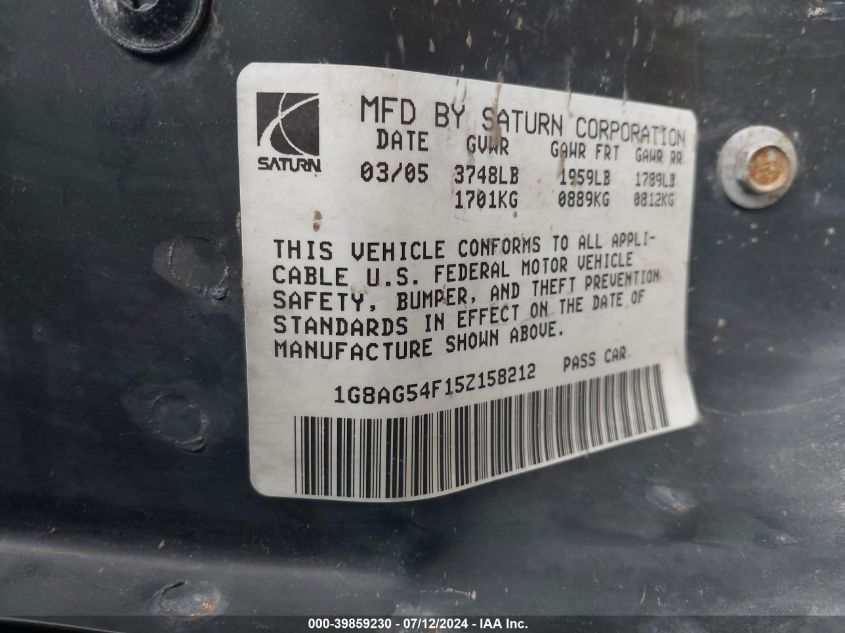 SATURN
MFD BY SATURN CORPORATION
DATE GVWR GAWR FRT GAWR RR
03/05 3748LB 1959LB 1789LB
1701KG 0889KG 0812KG
THIS VEHICLE CONFORMS TO ALL APPLI-
CABLE U.S. FEDERAL MOTOR VEHICLE
SAFETY, BUMPER, AND THEFT PREVENTION
STANDARDS IN EFFECT ON THE DATE OF
MANUFACTURE SHOWN ABOVE.
1G8AG54F15Z158212 PASS CAR
000-39859230 - 07/12/2024 - IAA Inc.